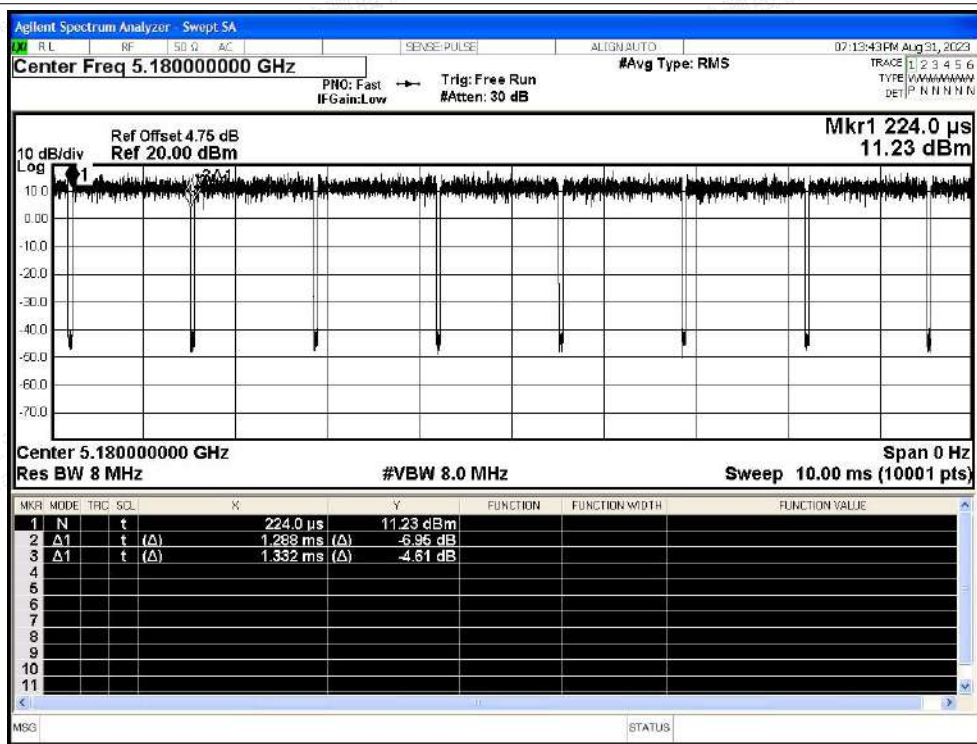 Agilent Spectrum Analyzer - Swept SA
LXI RL RF 50 Ω AC SENSE:PULSE ALIGNAUTO 07:13:43 PM Aug 31, 2023
Center Freq 5.180000000 GHz #Avg Type: RMS TRACE 1 2 3 4 5 6
PNO: Fast Trig: Free Run TYPE
IFGain:Low #Atten: 30 dB DET P N N N N N
Ref Offset 4.75 dB Mkr1 224.0 µs
10 dB/div Ref 20.00 dBm 11.23 dBm
Log
1
10.0
0.00
-10.0
-20.0
-30.0
-40.0
-50.0
-60.0
-70.0
Center 5.180000000 GHz Span 0 Hz
Res BW 8 MHz #VBW 8.0 MHz Sweep 10.00 ms (10001 pts)
MKR MODE TRC SCL X Y FUNCTION FUNCTION WIDTH FUNCTION VALUE
1 N t 224.0 µs 11.23 dBm
2 Δ1 t (Δ) 1.288 ms (Δ) -6.95 dB
3 Δ1 t (Δ) 1.332 ms (Δ) -4.61 dB
4
5
6
7
8
9
10
11
MSG STATUS